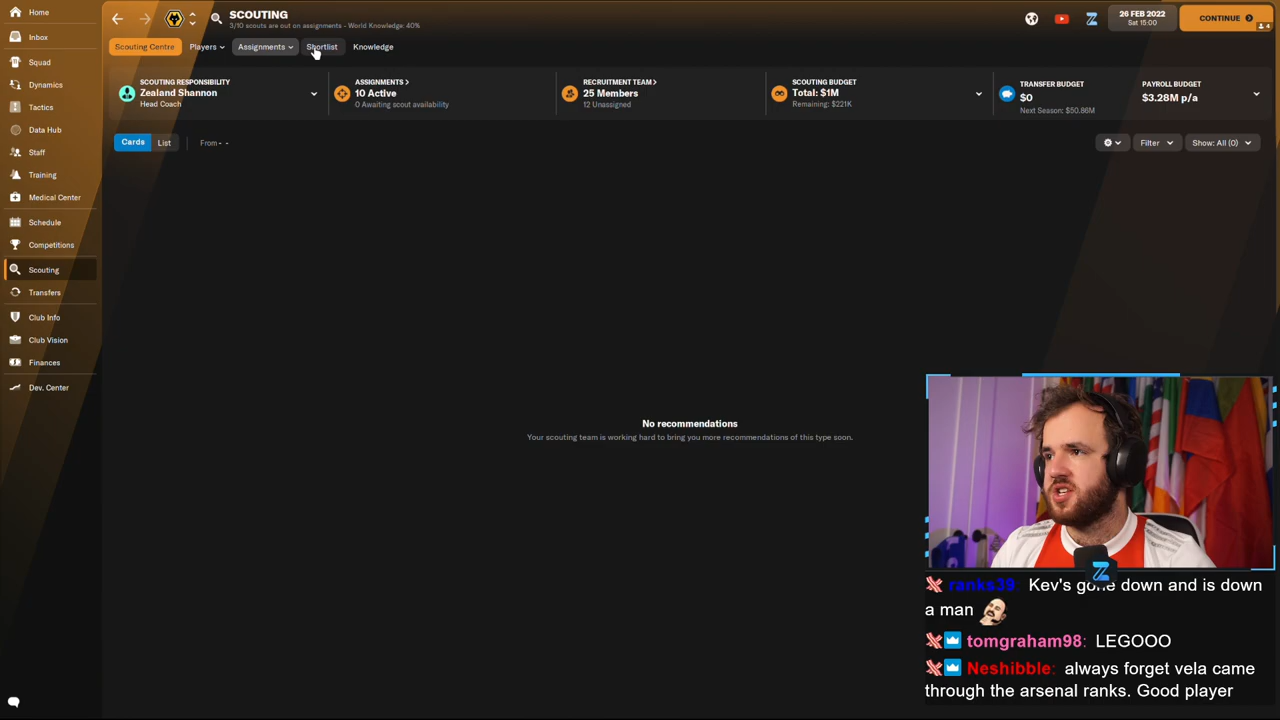 Home
Inbox
Squad
Dynamics
Tactics
Data Hub
Staff
Training
Medical Center
Schedule
Competitions
Scouting
Transfers
Club Info
Club Vision
Finances
Dev. Center
SCOUTING
3/10 scouts are out on assignments - World Knowledge: 40%
26 FEB 2022
Sat 15:00
CONTINUE
4
Scouting Centre Players Assignments Shortlist Knowledge
SCOUTING RESPONSIBILITY
Zealand Shannon
Head Coach
ASSIGNMENTS >
10 Active
0 Awaiting scout availability
RECRUITMENT TEAM >
25 Members
12 Unassigned
SCOUTING BUDGET
Total: $1M
Remaining: $221K
TRANSFER BUDGET
$0
Next Season: $50.86M
PAYROLL BUDGET
$3.28M p/a
Cards List From - -
Filter Show: All (0)
No recommendations
Your scouting team is working hard to bring you more recommendations of this type soon.
ranks39: Kev's gone down and is down
a man
tomgraham98: LEGOOO
Neshibble: always forget vela came
through the arsenal ranks. Good player